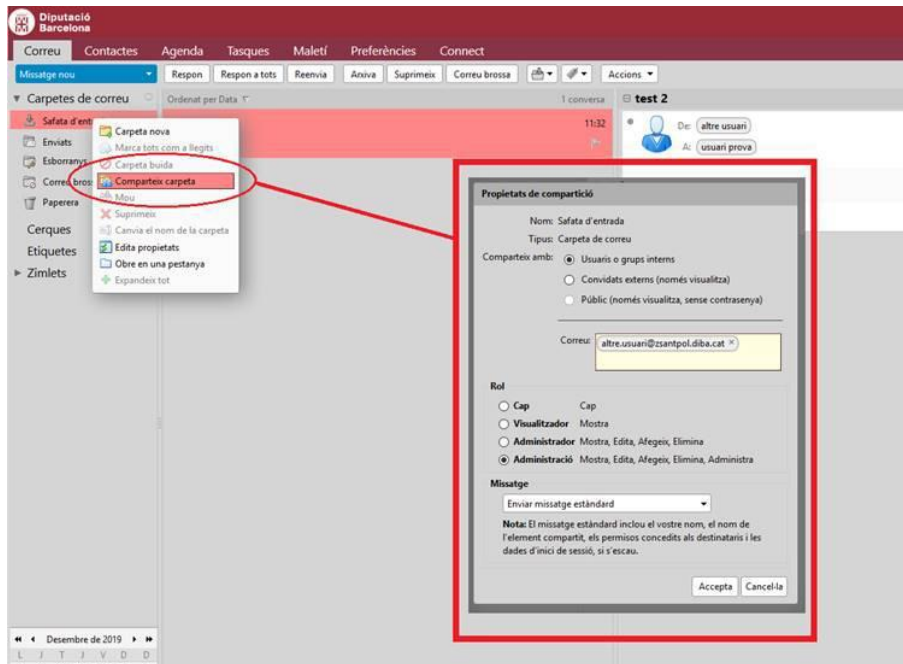 Diputació
Barcelona
Correu Contactes Agenda Tasques Maletí Preferències Connect
Missatge nou Respon Respon a tots Reenvia Arxiva Suprimeix Correu brossa Accions
Carpetes de correu
Safata d'ent
Enviats
Esborranys
Correu bros
Paperera
Cerques
Etiquetes
Zimlets
Carpeta nova
Marca tots com a llegits
Carpeta buida
Comparteix carpeta
Mou
Suprimeix
Canvia el nom de la carpeta
Edita propietats
Obre en una pestanya
Expandeix tot
Ordenat per Data 1 conversa
11:32
test 2
De: altre usuari
A: usuari prova
Propietats de compartició
Nom: Safata d'entrada
Tipus: Carpeta de correu
Comparteix amb: Usuaris o grups interns
Convidats externs (només visualitza)
Públic (només visualitza, sense contrasenya)
Correu: altre.usuari@zsantpol.diba.cat ×
Rol
Cap Cap
Visualitzador Mostra
Administrador Mostra, Edita, Afegeix, Elimina
Administració Mostra, Edita, Afegeix, Elimina, Administra
Missatge
Enviar missatge estàndard
Nota: El missatge estàndard inclou el vostre nom, el nom de
l'element compartit, els permisos concedits als destinataris i les
dades d'inici de sessió, si s'escau.
Accepta Cancel·la
Desembre de 2019
L J T J V D D